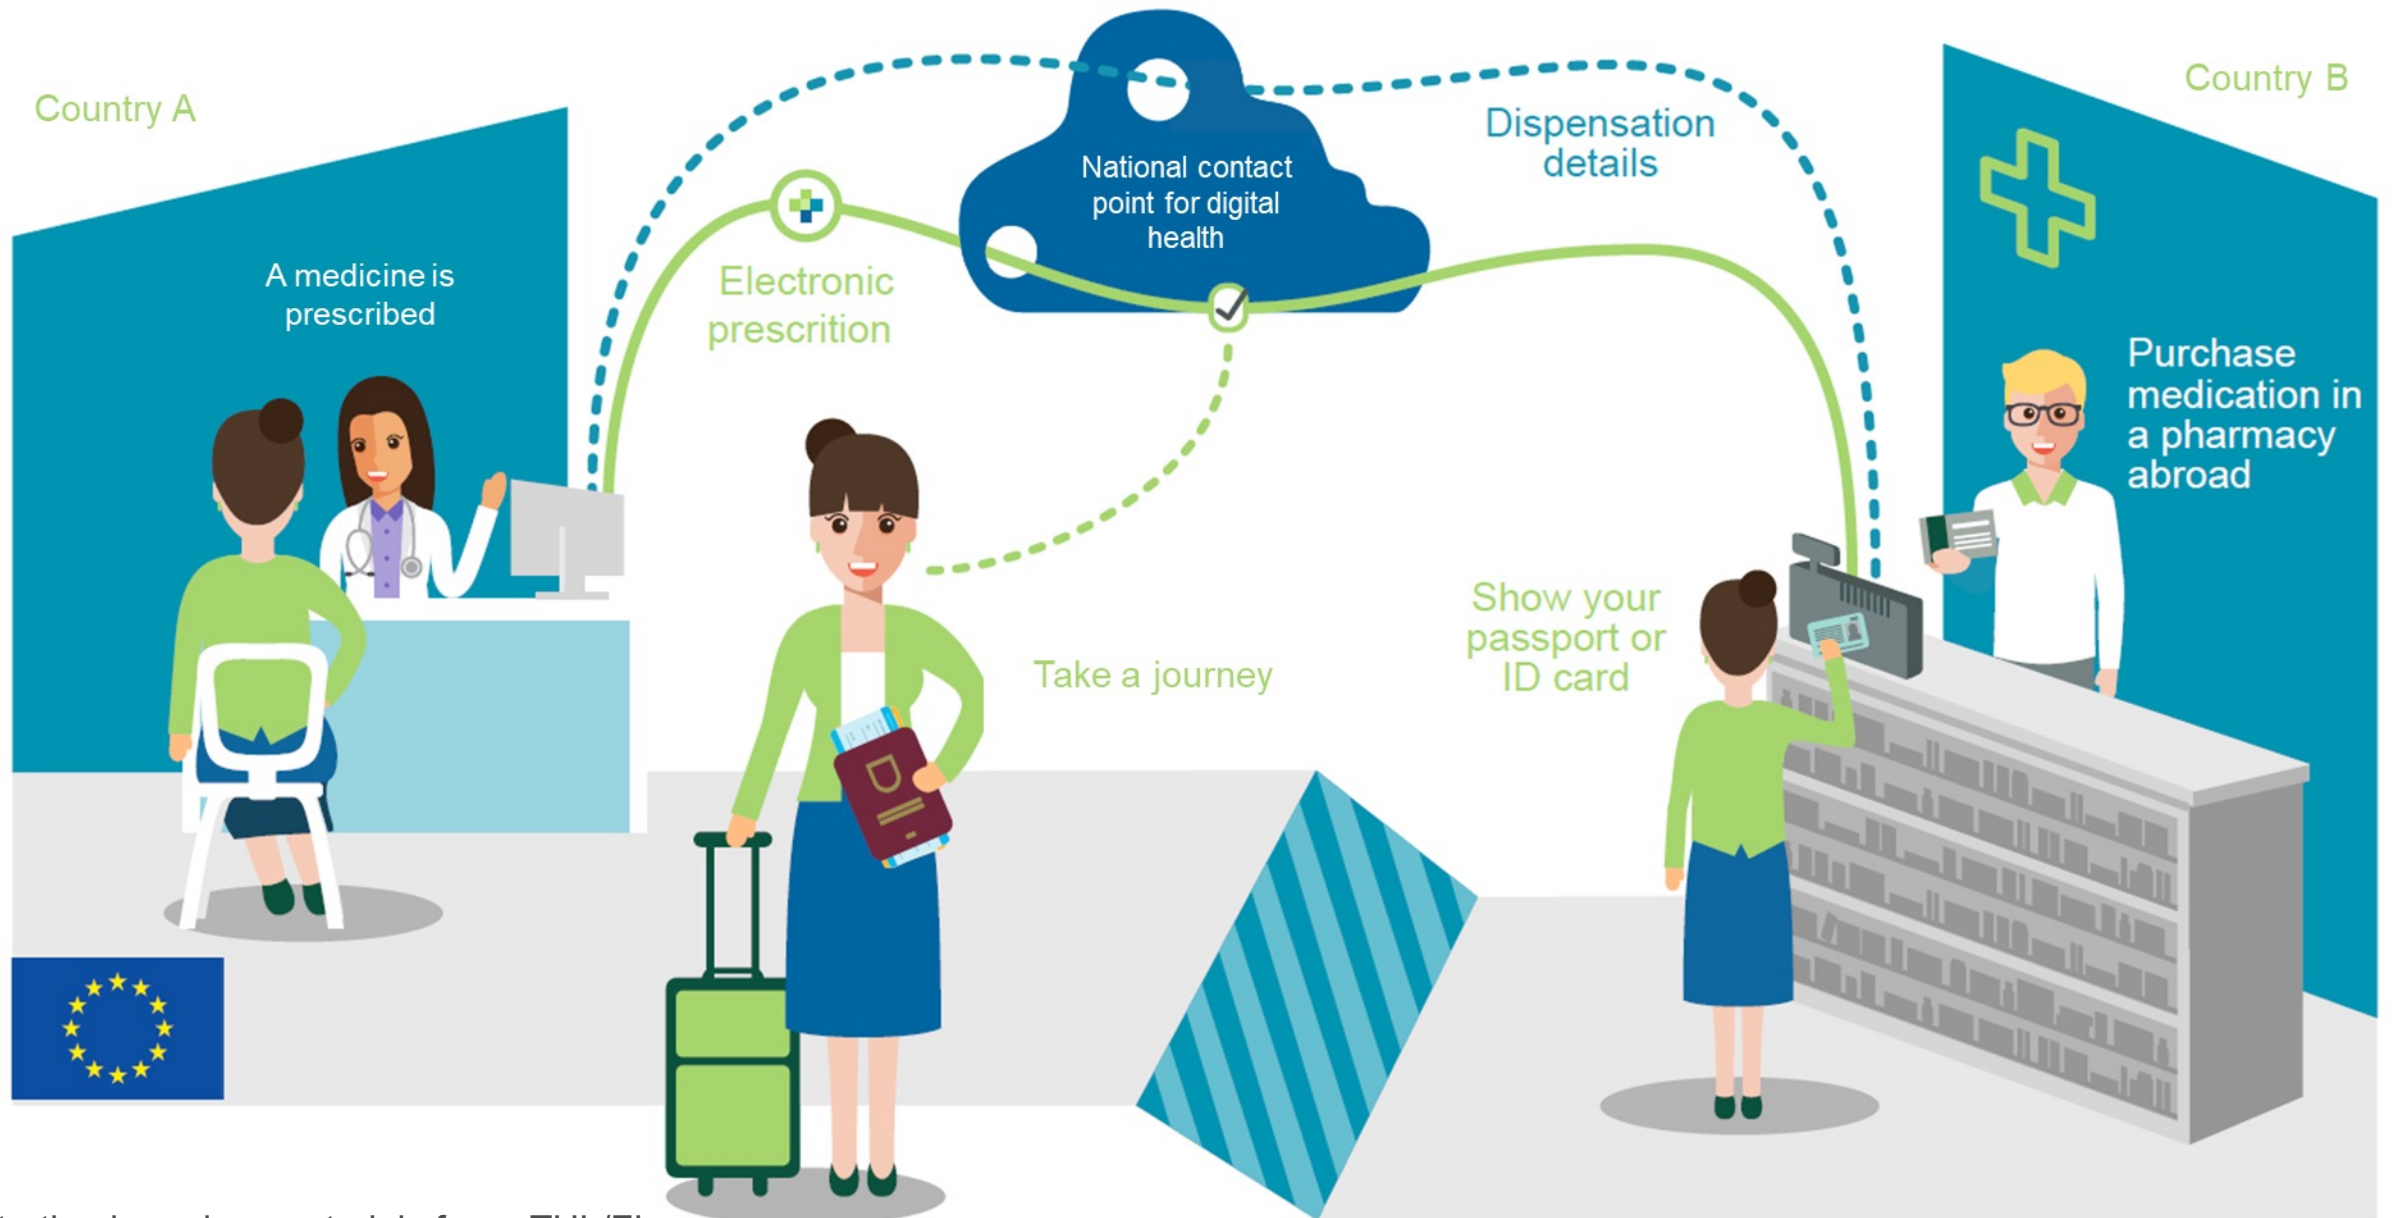 Country A
Country B
National contact
point for digital
health
Dispensation
details
A medicine is
prescribed
Electronic
prescrition
Purchase
medication in
a pharmacy
abroad
Take a journey
Show your
passport or
ID card